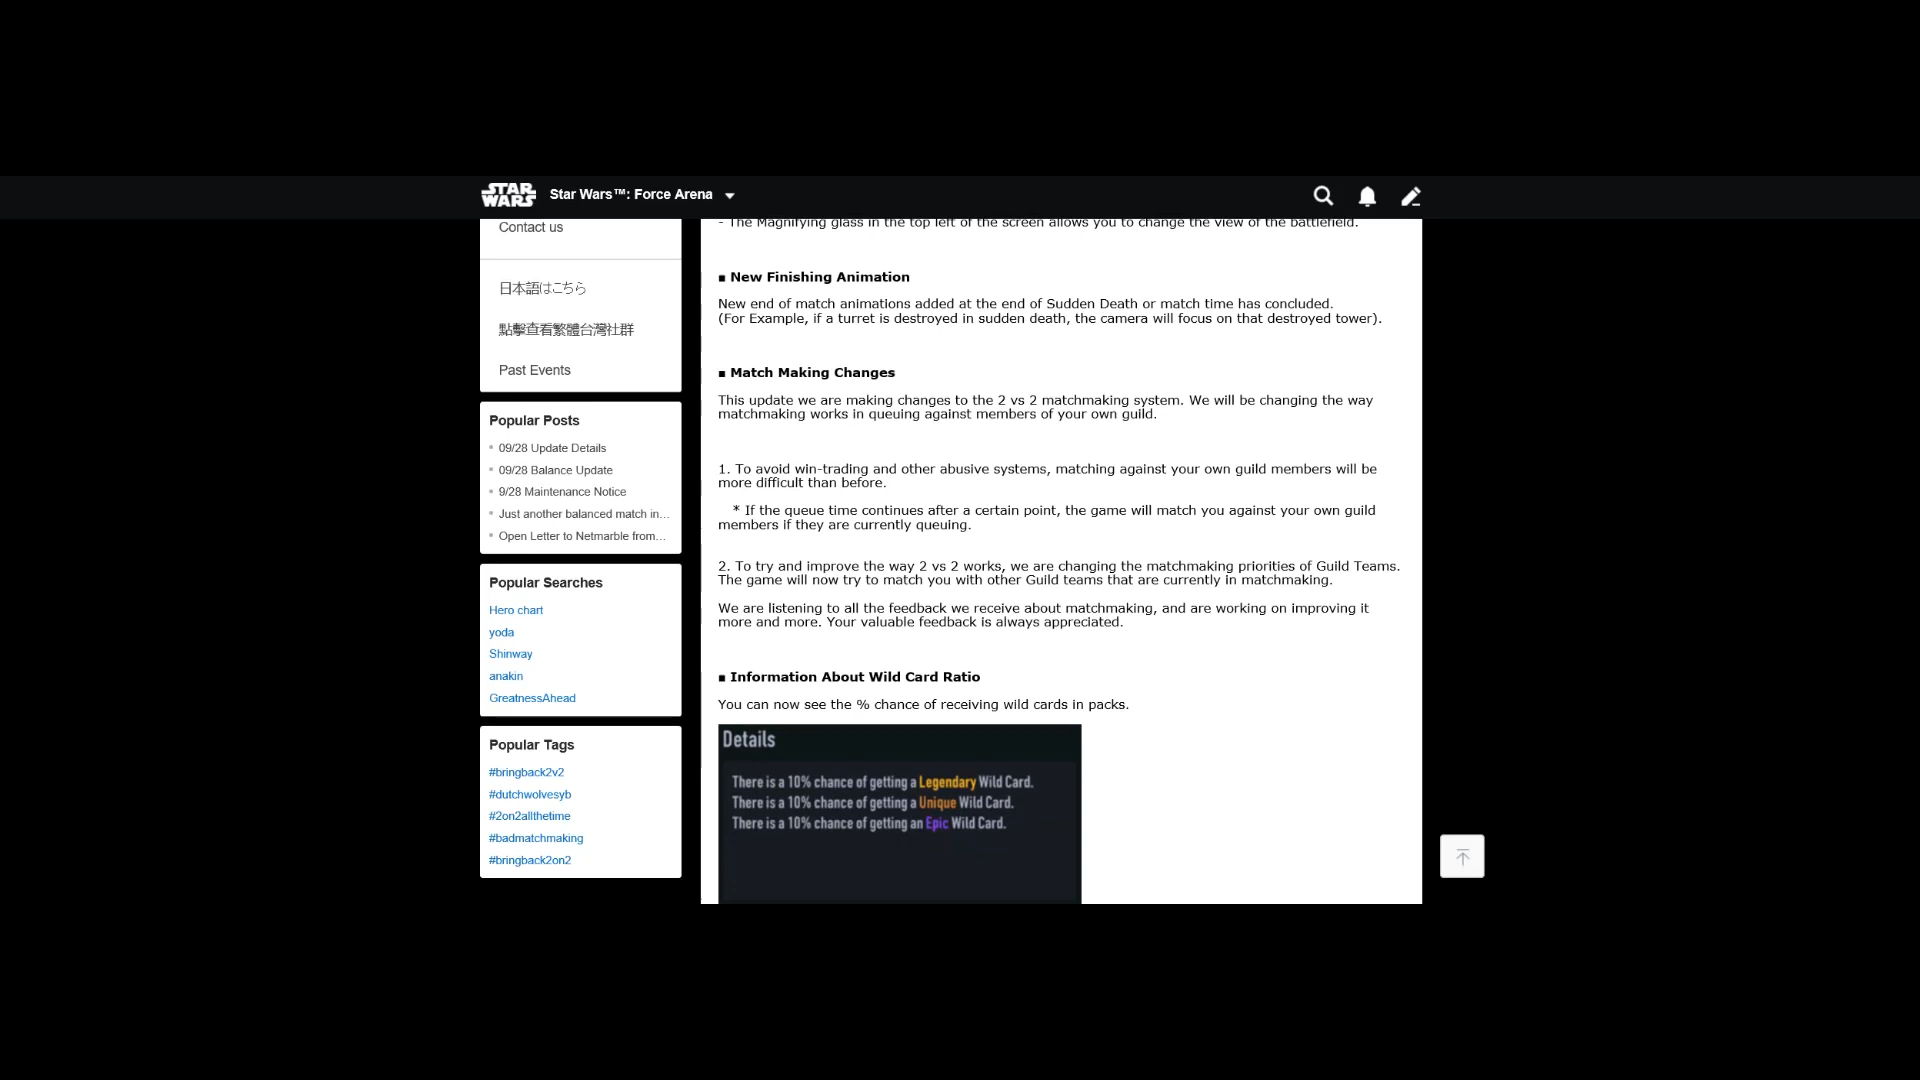 STAR WARS
Star Wars™: Force Arena
Contact us
日本語はこちら
點擊查看繁體台灣社群
Past Events
Popular Posts
09/28 Update Details
09/28 Balance Update
9/28 Maintenance Notice
Just another balanced match in...
Open Letter to Netmarble from...
Popular Searches
Hero chart
yoda
Shinway
anakin
GreatnessAhead
Popular Tags
#bringback2v2
#dutchwolvesyb
#2on2allthetime
#badmatchmaking
#bringback2on2
- The Magnifying glass in the top left of the screen allows you to change the view of the battlefield.
■ New Finishing Animation
New end of match animations added at the end of Sudden Death or match time has concluded.
(For Example, if a turret is destroyed in sudden death, the camera will focus on that destroyed tower).
■ Match Making Changes
This update we are making changes to the 2 vs 2 matchmaking system. We will be changing the way
matchmaking works in queuing against members of your own guild.
1. To avoid win-trading and other abusive systems, matching against your own guild members will be
more difficult than before.
* If the queue time continues after a certain point, the game will match you against your own guild
members if they are currently queuing.
2. To try and improve the way 2 vs 2 works, we are changing the matchmaking priorities of Guild Teams.
The game will now try to match you with other Guild teams that are currently in matchmaking.
We are listening to all the feedback we receive about matchmaking, and are working on improving it
more and more. Your valuable feedback is always appreciated.
■ Information About Wild Card Ratio
You can now see the % chance of receiving wild cards in packs.
Details
There is a 10% chance of getting a Legendary Wild Card.
There is a 10% chance of getting a Unique Wild Card.
There is a 10% chance of getting an Epic Wild Card.